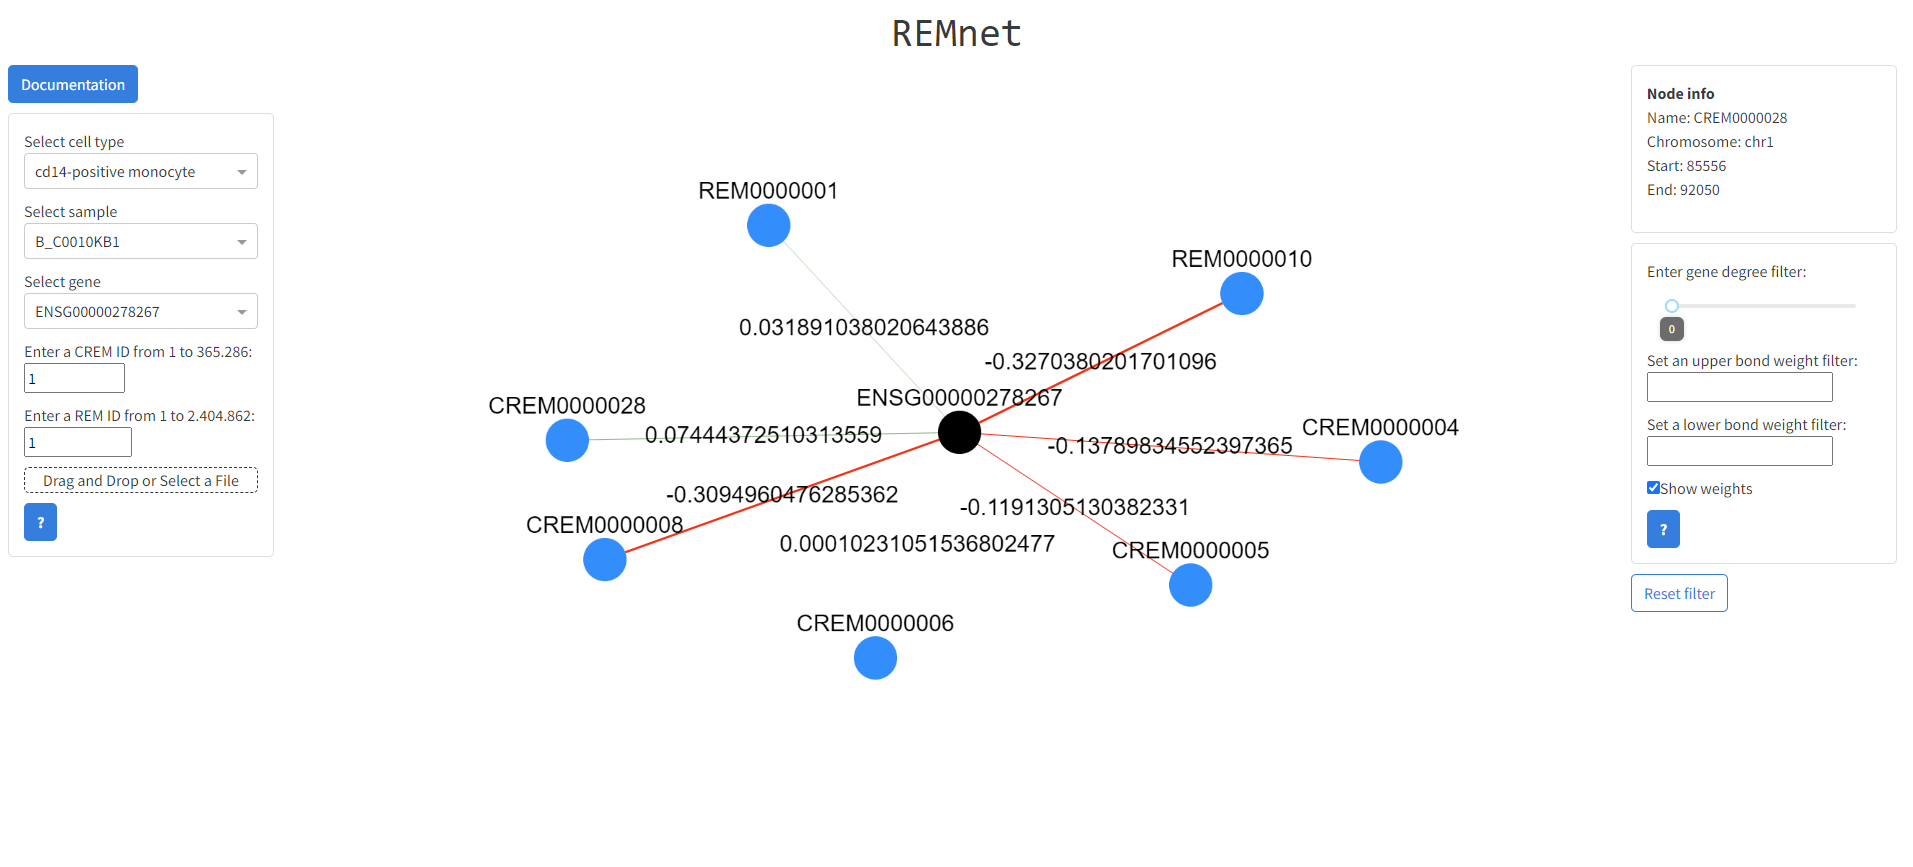 REMnet
Documentation
Select cell type
cd14-positive monocyte
Select sample
B_C0010KB1
Select gene
ENSG00000278267
Enter a CREM ID from 1 to 365.286:
1
Enter a REM ID from 1 to 2.404.862:
1
Drag and Drop or Select a File
?
REM0000001
REM0000010
0.031891038020643886
-0.3270380201701096
ENSG00000278267
CREM0000028
0.07444372510313559
CREM0000004
-0.13789834552397365
-0.3094960476285362
-0.1191305130382331
CREM0000008
0.00010231051536802477
CREM0000005
CREM0000006
Node info
Name: CREM0000028
Chromosome: chr1
Start: 85556
End: 92050
Enter gene degree filter:
0
Set an upper bond weight filter:
Set a lower bond weight filter:
Show weights
?
Reset filter